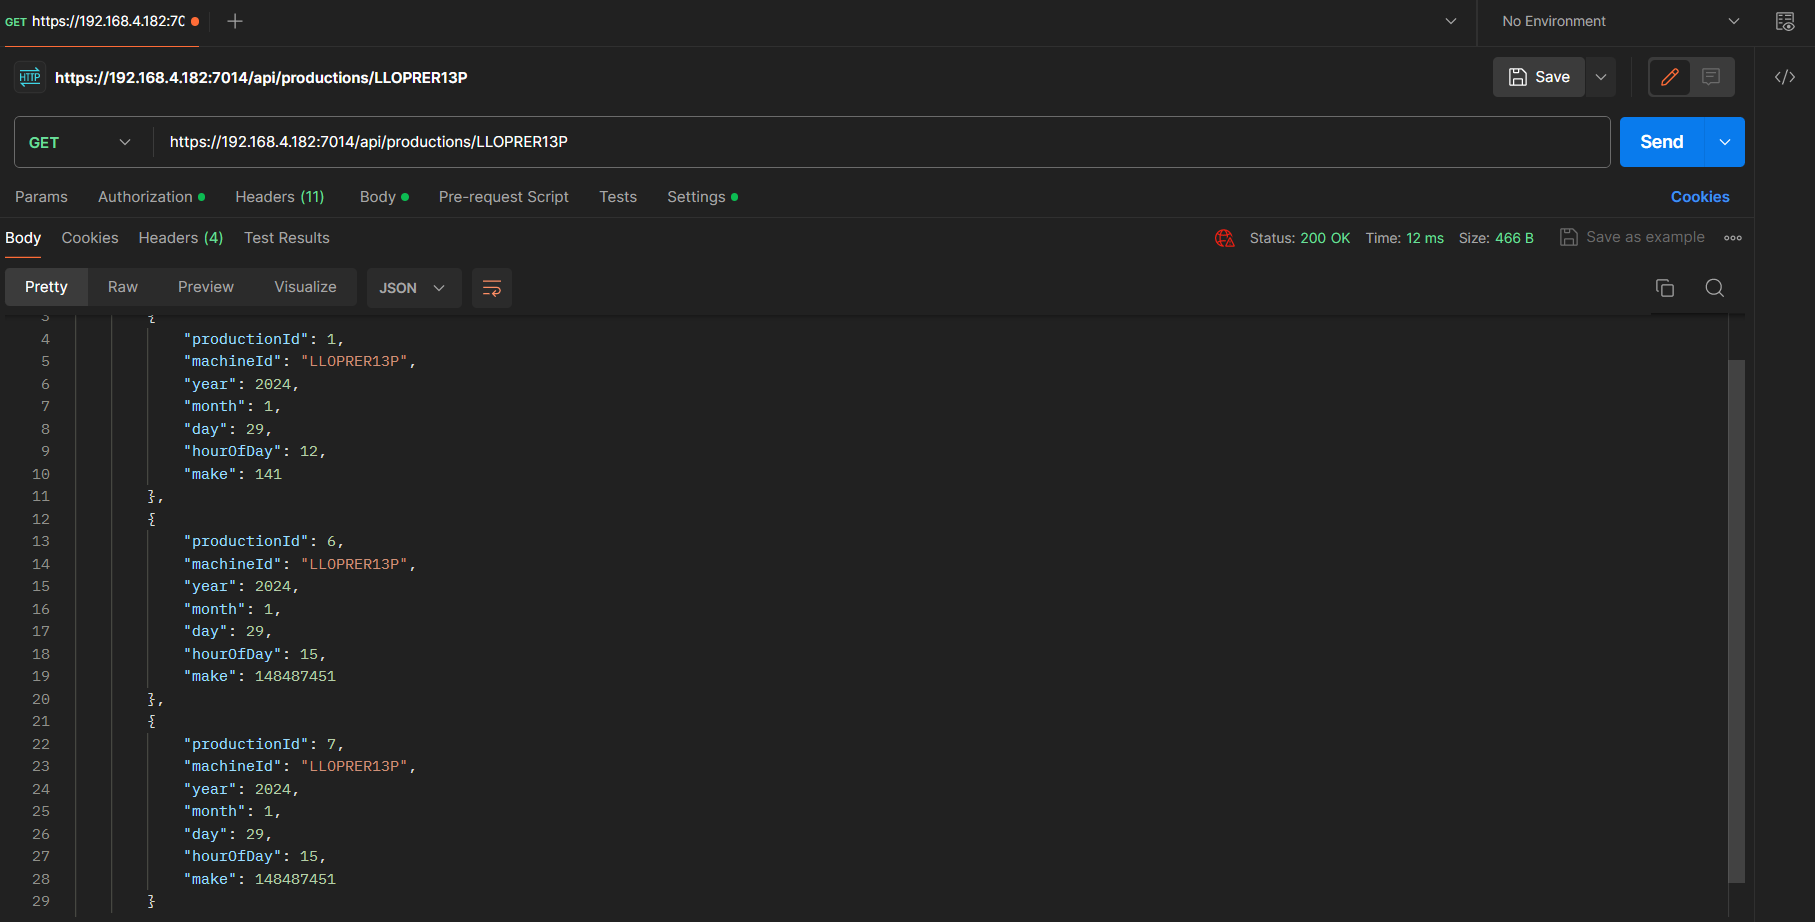 GET https://192.168.4.182:70
No Environment
HTTP https://192.168.4.182:7014/api/productions/LLOPRER13P
Save
GET https://192.168.4.182:7014/api/productions/LLOPRER13P
Send
Params Authorization Headers (11) Body Pre-request Script Tests Settings Cookies
Body Cookies Headers (4) Test Results Status: 200 OK Time: 12 ms Size: 466 B Save as example
Pretty Raw Preview Visualize JSON
3 {
4 "productionId": 1,
5 "machineId": "LLOPRER13P",
6 "year": 2024,
7 "month": 1,
8 "day": 29,
9 "hourOfDay": 12,
10 "make": 141
11 },
12 {
13 "productionId": 6,
14 "machineId": "LLOPRER13P",
15 "year": 2024,
16 "month": 1,
17 "day": 29,
18 "hourOfDay": 15,
19 "make": 148487451
20 },
21 {
22 "productionId": 7,
23 "machineId": "LLOPRER13P",
24 "year": 2024,
25 "month": 1,
26 "day": 29,
27 "hourOfDay": 15,
28 "make": 148487451
29 }